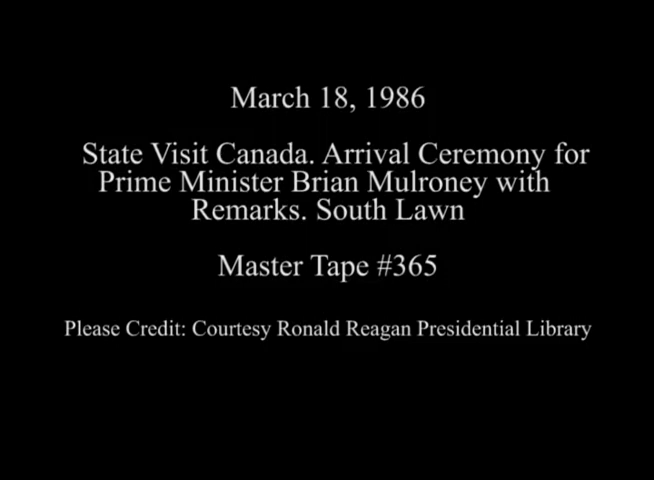 March 18, 1986
State Visit Canada. Arrival Ceremony for
Prime Minister Brian Mulroney with
Remarks. South Lawn
Master Tape #365
Please Credit: Courtesy Ronald Reagan Presidential Library